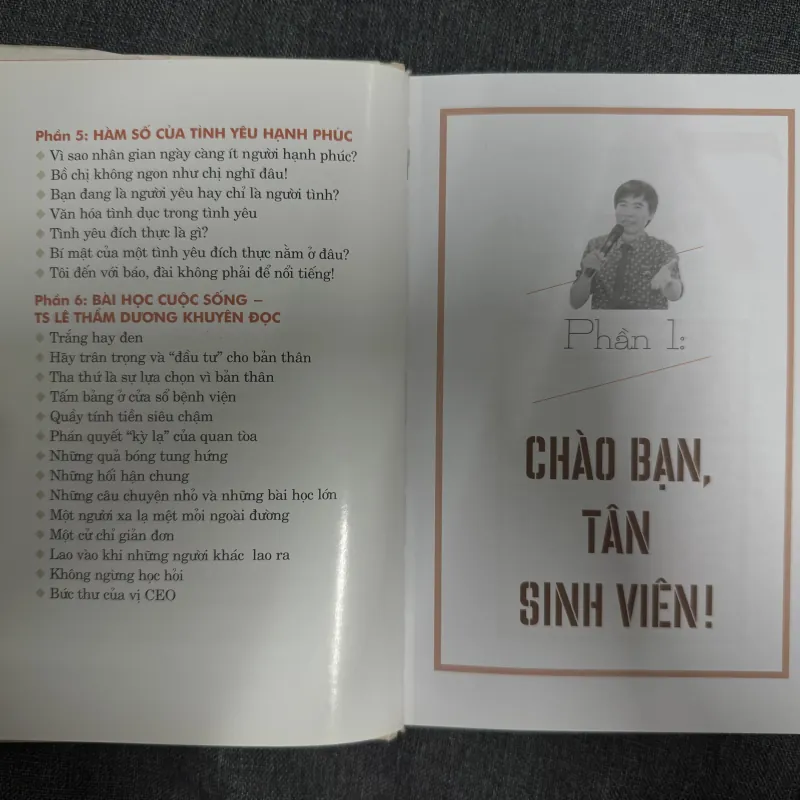 Phần 5: HÀM SỐ CỦA TÌNH YÊU HẠNH PHÚC
Vì sao nhân gian ngày càng ít người hạnh phúc?
Bồ chị không ngon như chị nghĩ đâu!
Bạn đang là người yêu hay chỉ là người tình?
Văn hóa tình dục trong tình yêu
Tình yêu đích thực là gì?
Bí mật của một tình yêu đích thực nằm ở đâu?
Tôi đến với báo, đài không phải để nổi tiếng!
Phần 6: BÀI HỌC CUỘC SỐNG –
TS LÊ THẨM DƯƠNG KHUYÊN ĐỌC
Trắng hay đen
Hãy trân trọng và “đầu tư” cho bản thân
Tha thứ là sự lựa chọn vì bản thân
Tấm bảng ở cửa sổ bệnh viện
Quầy tính tiền siêu chậm
Phán quyết “kỳ lạ” của quan tòa
Những quả bóng tung hứng
Những hối hận chung
Những câu chuyện nhỏ và những bài học lớn
Một người xa lạ mệt mỏi ngoài đường
Một cử chỉ giản đơn
Lao vào khi những người khác lao ra
Không ngừng học hỏi
Bức thư của vị CEO
Phần 1:
CHÀO BẠN,
TÂN
SINH VIÊN!